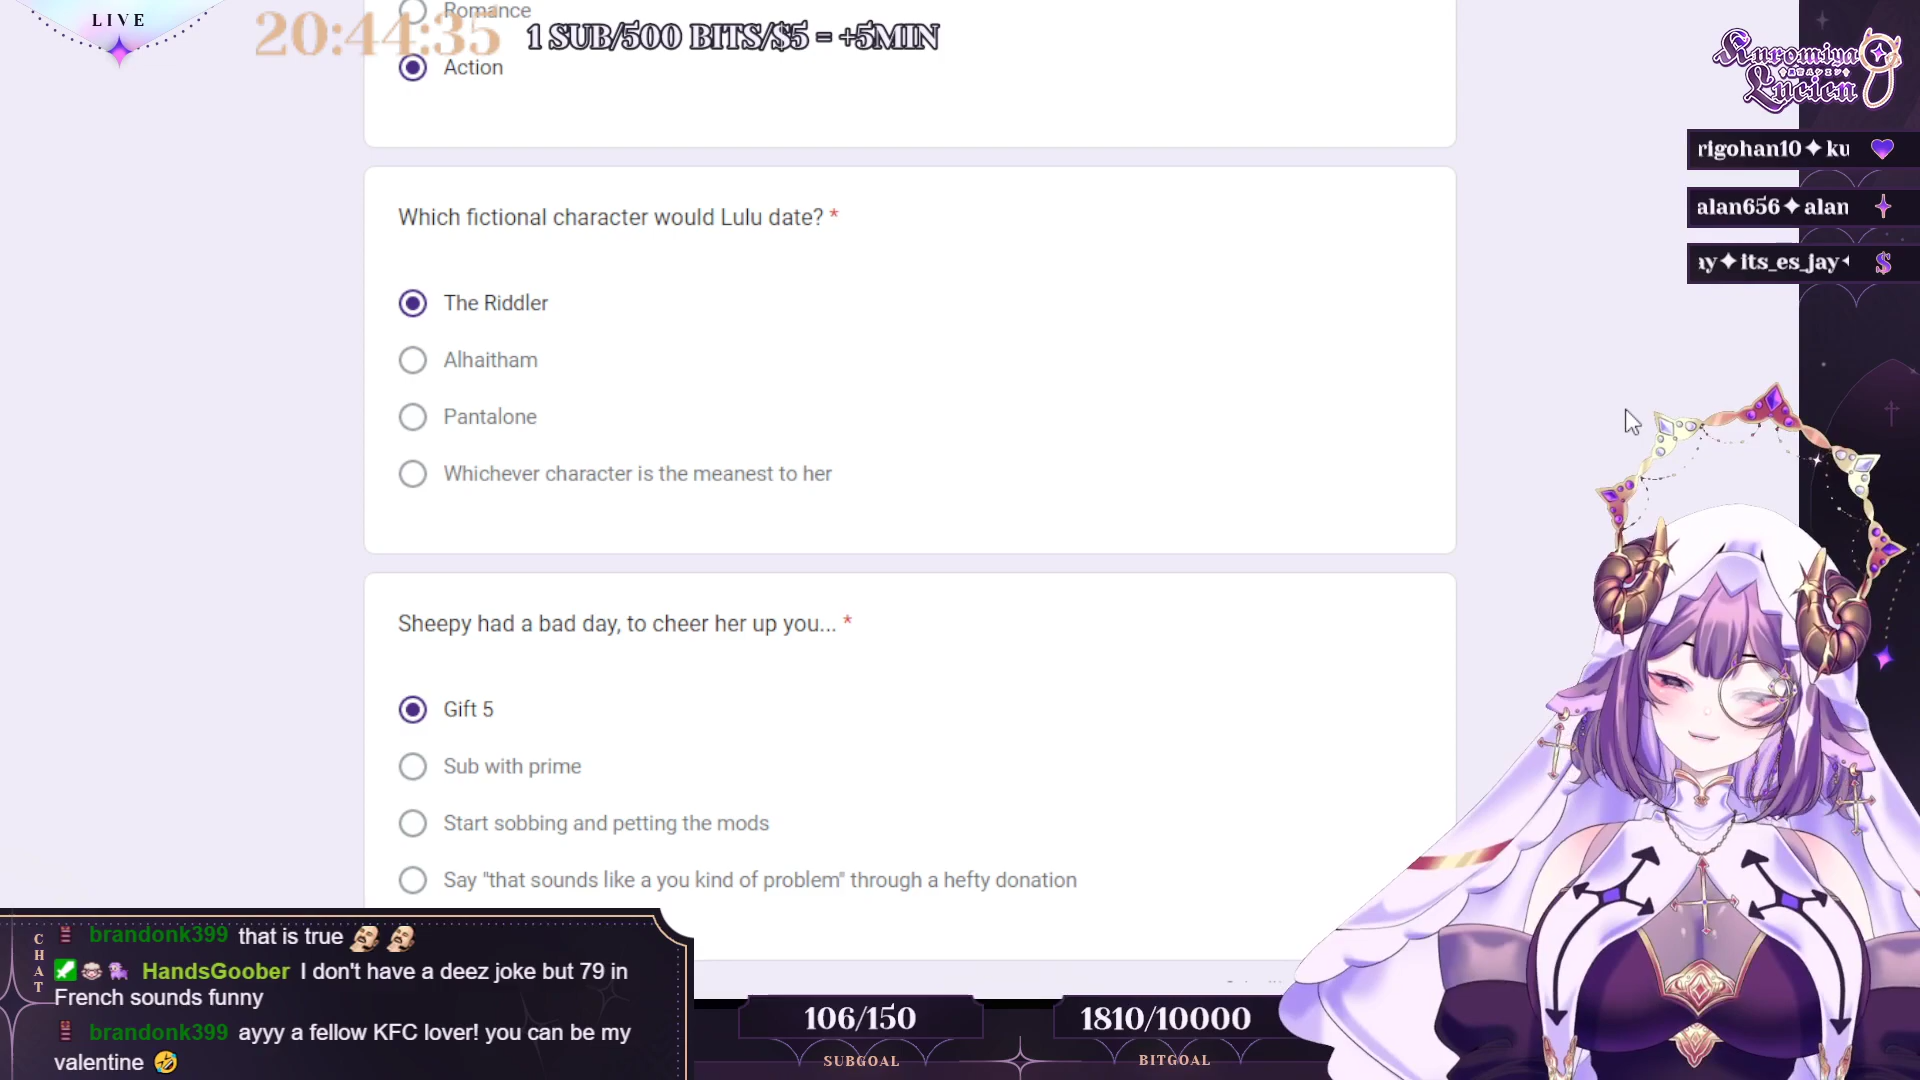 LIVE
20:44:35
1 SUB/500 BITS/$5 = +5MIN
Romance
Action
Kuromiya
Lucien
rigohan10✦ku
alan656✦alan
ay✦its_es_jay
Which fictional character would Lulu date? *
The Riddler
Alhaitham
Pantalone
Whichever character is the meanest to her
Sheepy had a bad day, to cheer her up you... *
Gift 5
Sub with prime
Start sobbing and petting the mods
Say "that sounds like a you kind of problem" through a hefty donation
CHAT
brandonk399 that is true
HandsGoober I don't have a deez joke but 79 in
French sounds funny
brandonk399 ayyy a fellow KFC lover! you can be my
valentine 🤣
106/150
SUBGOAL
1810/10000
BITGOAL